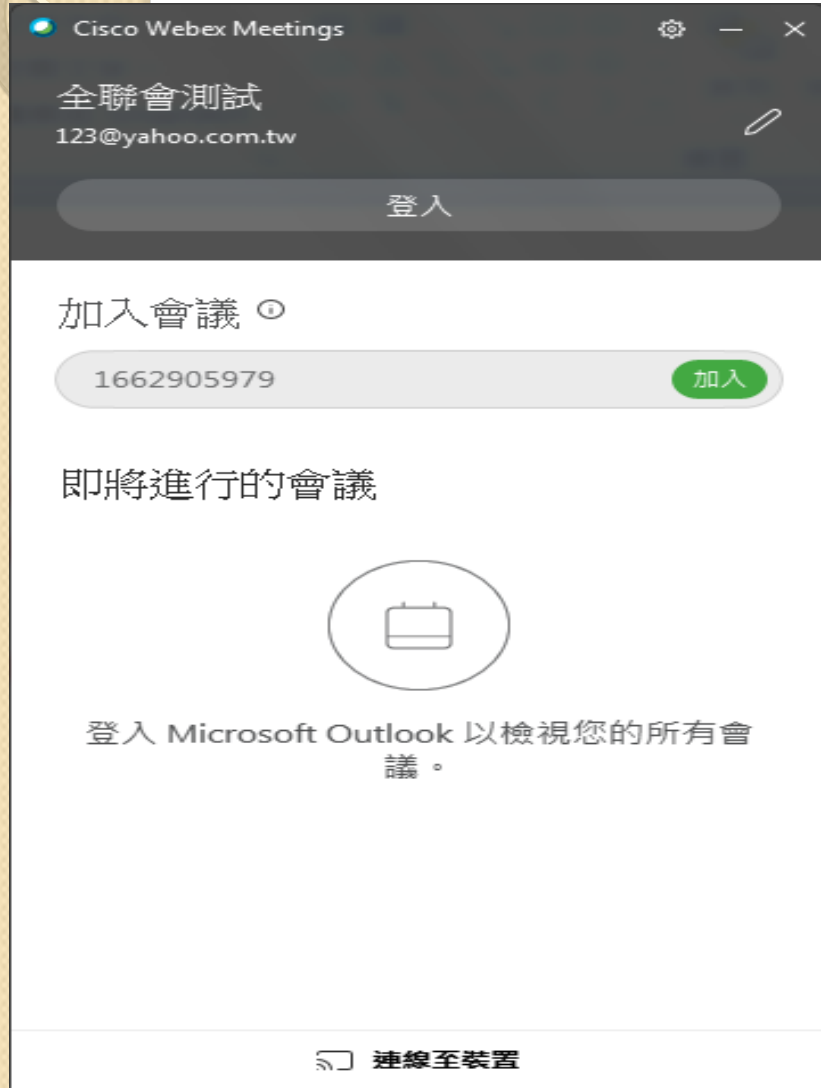 Cisco Webex Meetings
全聯會測試
123@yahoo.com.tw
登入
加入會議
1662905979
加入
即將進行的會議
登入 Microsoft Outlook 以檢視您的所有會
議。
連線至裝置